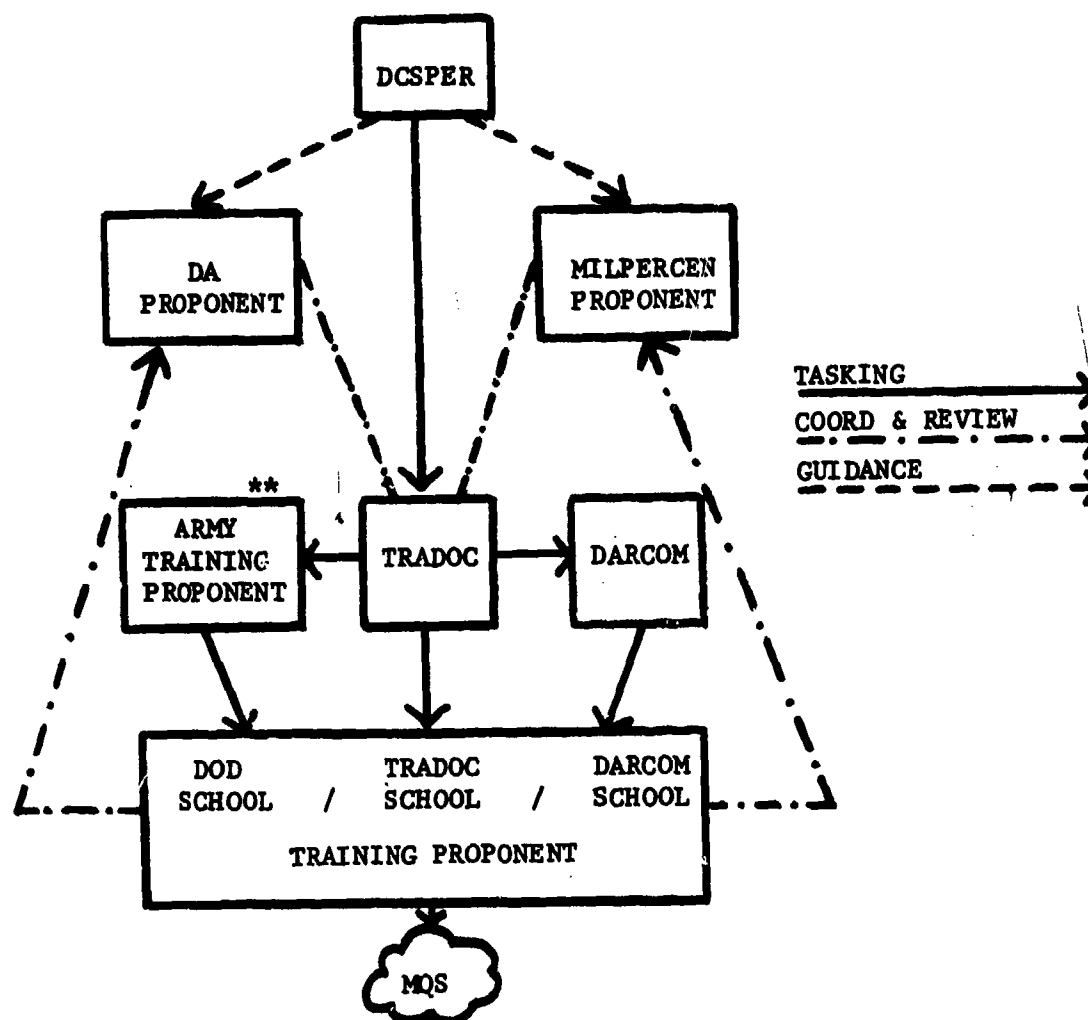 DCSPER
DA
PROPONENT
MILPERCEN
PROPONENT
TASKING
COORD & REVIEW
GUIDANCE
**
ARMY
TRAINING
PROPONENT
TRADOC
DARCOM
DOD TRADOC DARCOM
SCHOOL / SCHOOL / SCHOOL
TRAINING PROPONENT
MQS